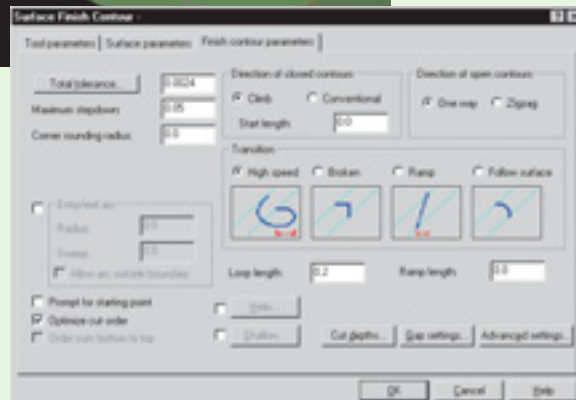 Surface Finish Contour -
Tool parameters | Surface parameters | Finish contour parameters
Total tolerance... 0.0024
Maximum stepdown: 0.05
Corner rounding radius: 0.0
Direction of closed contours
Climb Conventional
Start length: 0.0
Direction of open contours
One way Zigzag
Transition
High speed Broken Ramp Follow surface
Entry/exit arc
Radius: 0.0
Sweep: 0.0
Allow arc outside boundary
Loop length: 0.2 Ramp length: 0.0
Prompt for starting point
Optimize cut order
Order cuts bottom to top
Shallow...
Cut depths... Gap settings... Advanced settings...
OK Cancel Help